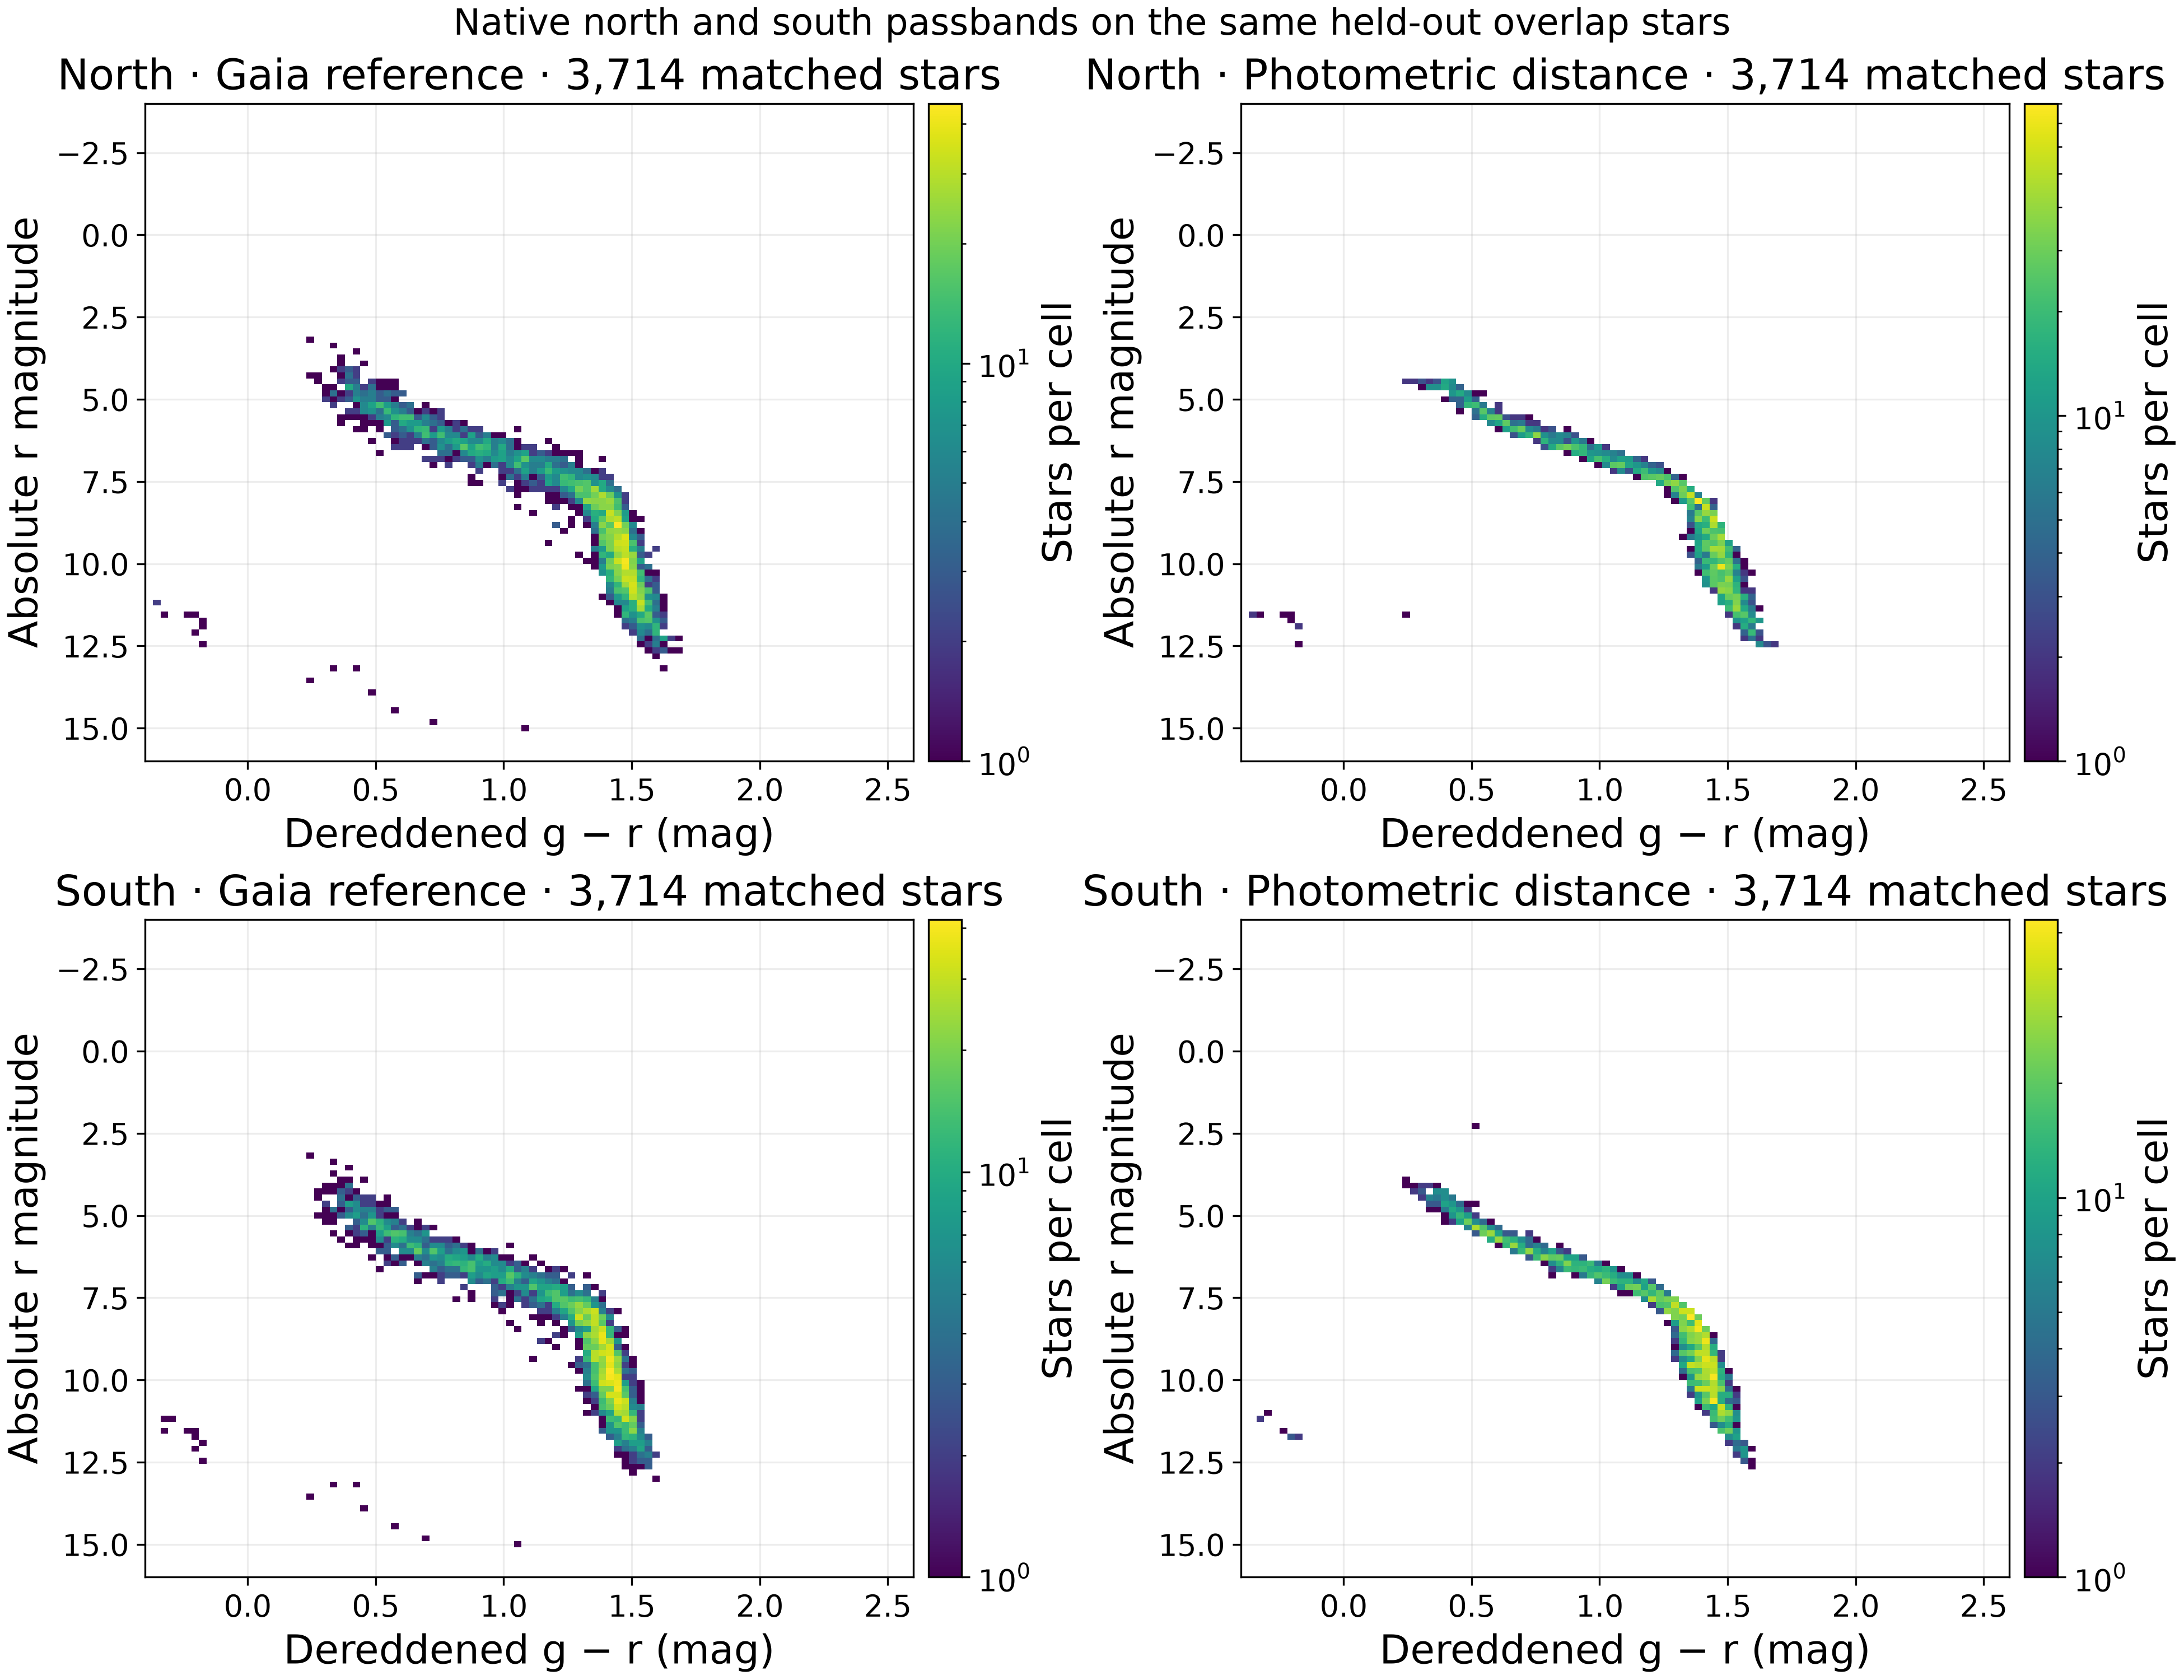 Native north and south passbands on the same held-out overlap stars
North · Gaia reference · 3,714 matched stars
−2.5
0.0
2.5
5.0
7.5
10.0
12.5
15.0
Absolute r magnitude
0.0 0.5 1.0 1.5 2.0 2.5
Dereddened g − r (mag)
10¹
10⁰
Stars per cell
North · Photometric distance · 3,714 matched stars
−2.5
0.0
2.5
5.0
7.5
10.0
12.5
15.0
Absolute r magnitude
0.0 0.5 1.0 1.5 2.0 2.5
Dereddened g − r (mag)
10¹
10⁰
Stars per cell
South · Gaia reference · 3,714 matched stars
−2.5
0.0
2.5
5.0
7.5
10.0
12.5
15.0
Absolute r magnitude
0.0 0.5 1.0 1.5 2.0 2.5
Dereddened g − r (mag)
10¹
10⁰
Stars per cell
South · Photometric distance · 3,714 matched stars
−2.5
0.0
2.5
5.0
7.5
10.0
12.5
15.0
Absolute r magnitude
0.0 0.5 1.0 1.5 2.0 2.5
Dereddened g − r (mag)
10¹
10⁰
Stars per cell